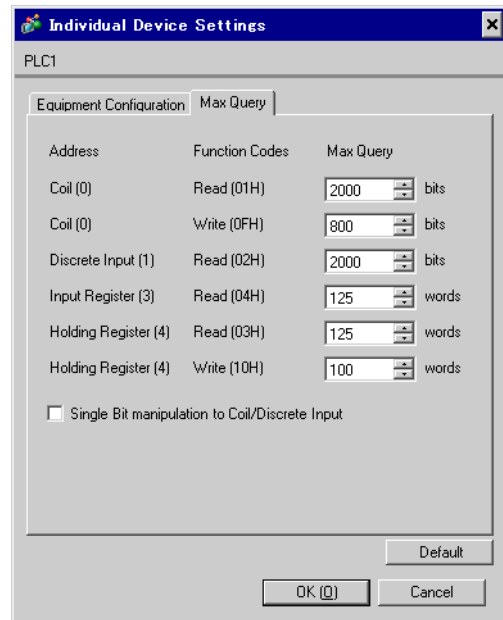 Individual Device Settings
PLC1
Equipment Configuration Max Query
Address Function Codes Max Query
Coil (0) Read (01H) 2000 bits
Coil (0) Write (0FH) 800 bits
Discrete Input (1) Read (02H) 2000 bits
Input Register (3) Read (04H) 125 words
Holding Register (4) Read (03H) 125 words
Holding Register (4) Write (10H) 100 words
Single Bit manipulation to Coil/Discrete Input
Default
OK (O) Cancel